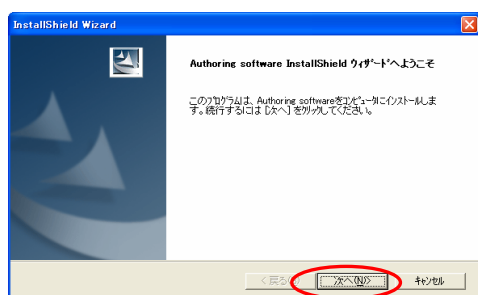 InstallShield Wizard
Authoring software InstallShield ウィザードへようこそ
このプログラムは、Authoring softwareをコンピュータにインストールしま
す。続行するには [次へ] をクリックしてください。
< 戻る(B)
次へ(N)>
キャンセル